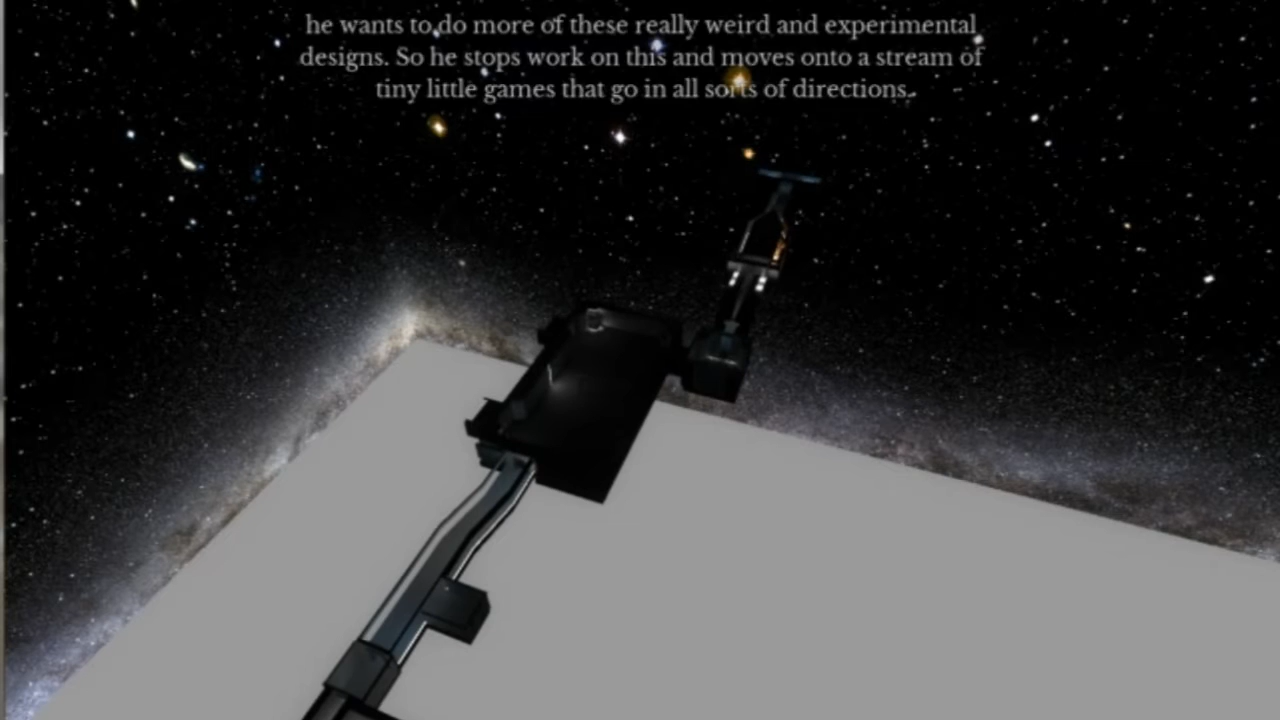 he wants to do more of these really weird and experimental
designs. So he stops work on this and moves onto a stream of
tiny little games that go in all sorts of directions.